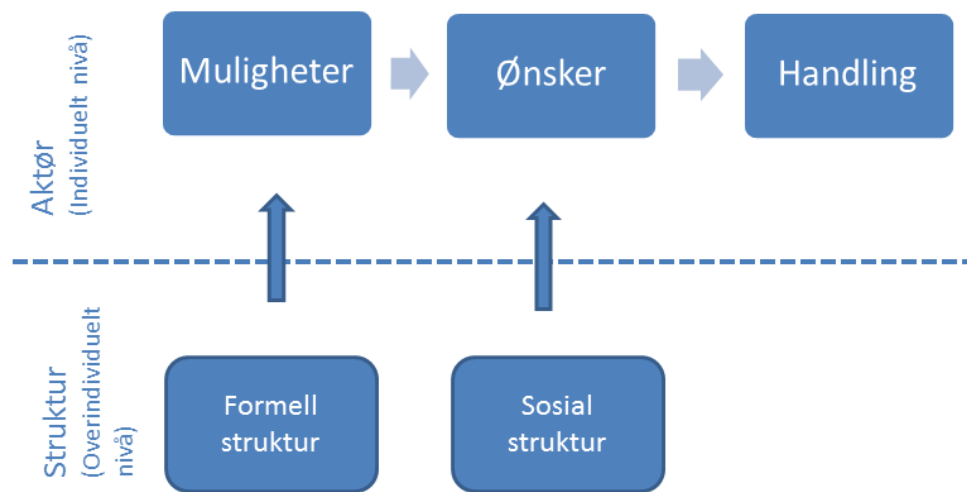 Muligheter
Ønsker
Handling
Aktør
(Individuelt nivå)
Formell
struktur
Sosial
struktur
Struktur
(Overindividuelt
nivå)